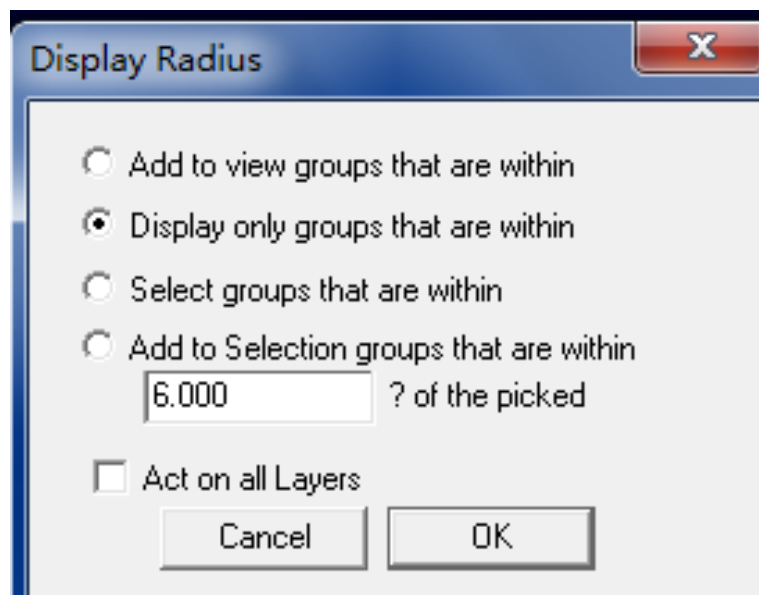 Display Radius
Add to view groups that are within
Display only groups that are within
Select groups that are within
Add to Selection groups that are within
6.000 ? of the picked
Act on all Layers
Cancel OK